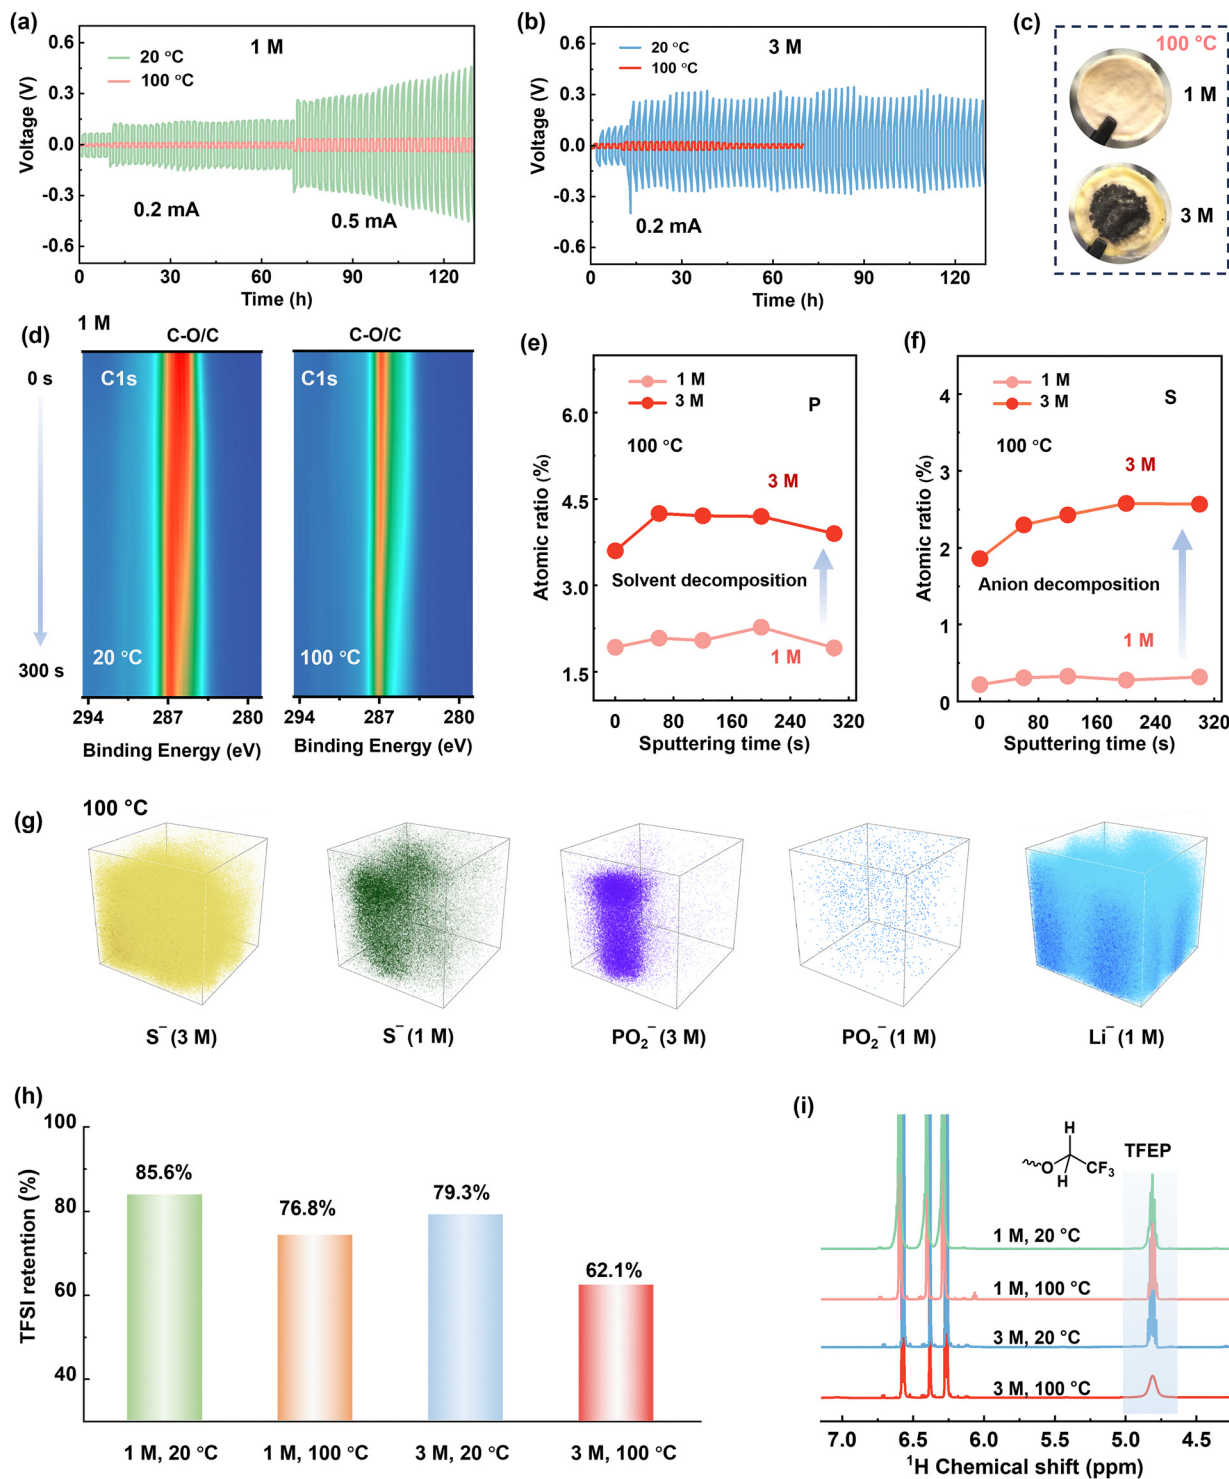 (a)
1 M
20 °C
100 °C
0.2 mA
0.5 mA
Voltage (V)
0.6
0.3
0.0
-0.3
-0.6
0 30 60 90 120
Time (h)
(b)
3 M
20 °C
100 °C
0.2 mA
Voltage (V)
0.6
0.3
0.0
-0.3
-0.6
0 30 60 90 120
Time (h)
(c)
100 °C
1 M
3 M
(d)
1 M
C-O/C
C-O/C
0 s
300 s
C1s
20 °C
C1s
100 °C
294 287 280
294 287 280
Binding Energy (eV)
Binding Energy (eV)
(e)
1 M
3 M
P
100 °C
3 M
Solvent decomposition
1 M
Atomic ratio (%)
6.0
4.5
3.0
1.5
0 80 160 240 320
Sputtering time (s)
(f)
1 M
3 M
S
100 °C
3 M
Anion decomposition
1 M
Atomic ratio (%)
4
3
2
1
0
0 80 160 240 320
Sputtering time (s)
(g)
100 °C
S⁻ (3 M)
S⁻ (1 M)
PO₂⁻ (3 M)
PO₂⁻ (1 M)
Li⁻ (1 M)
(h)
TFSI retention (%)
100
80
60
40
85.6%
76.8%
79.3%
62.1%
1 M, 20 °C
1 M, 100 °C
3 M, 20 °C
3 M, 100 °C
(i)
H
O
H
CF₃
TFEP
1 M, 20 °C
1 M, 100 °C
3 M, 20 °C
3 M, 100 °C
7.0 6.5 6.0 5.5 5.0 4.5
¹H Chemical shift (ppm)